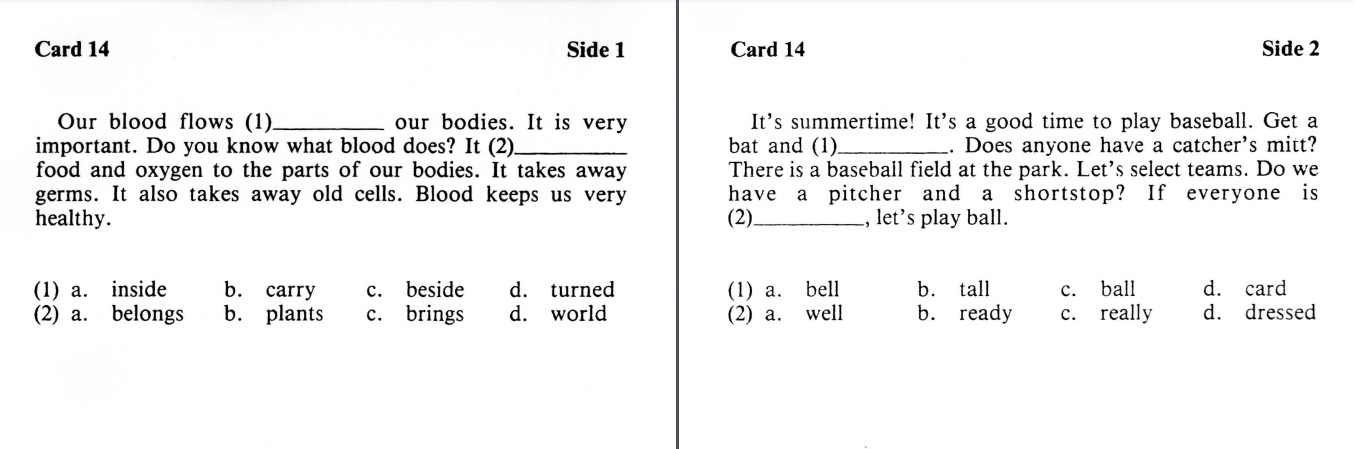 Card 14 Side 1
Our blood flows (1)__________ our bodies. It is very
important. Do you know what blood does? It (2)__________
food and oxygen to the parts of our bodies. It takes away
germs. It also takes away old cells. Blood keeps us very
healthy.
(1) a. inside b. carry c. beside d. turned
(2) a. belongs b. plants c. brings d. world
Card 14 Side 2
It's summertime! It's a good time to play baseball. Get a
bat and (1)__________. Does anyone have a catcher's mitt?
There is a baseball field at the park. Let's select teams. Do we
have a pitcher and a shortstop? If everyone is
(2)__________, let's play ball.
(1) a. bell b. tall c. ball d. card
(2) a. well b. ready c. really d. dressed